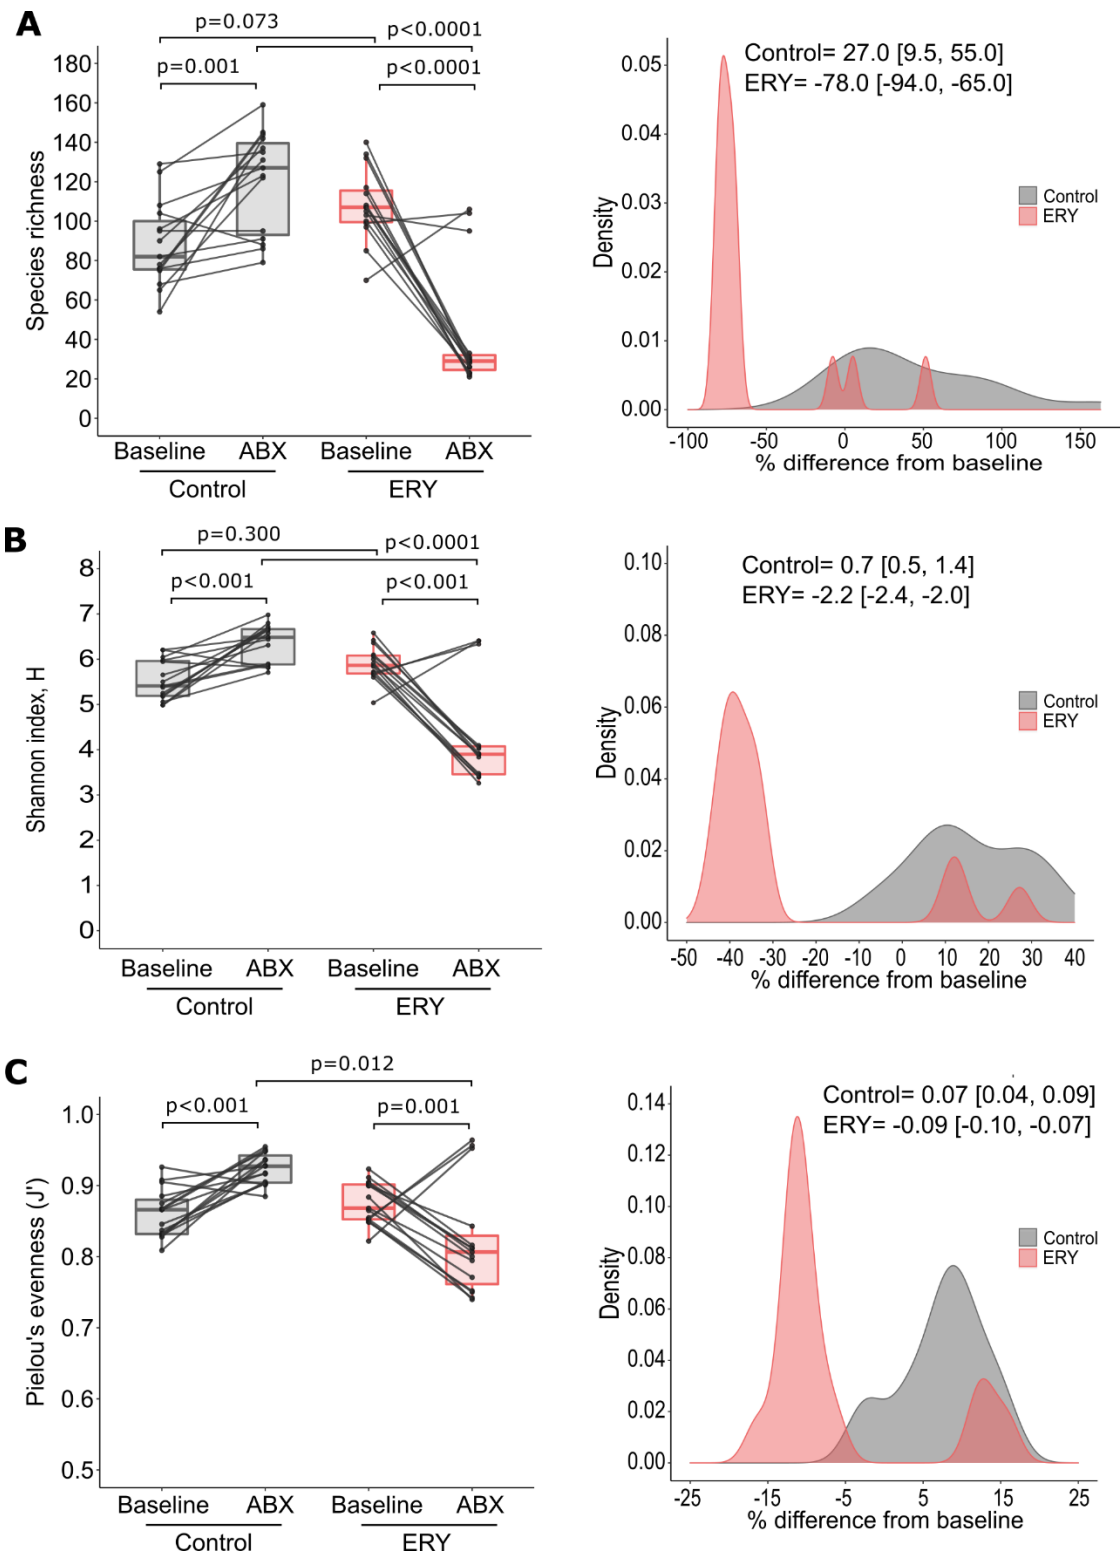 A
p=0.073
p<0.0001
p=0.001
p<0.0001
180
160
140
120
100
80
60
40
20
0
Species richness
Baseline ABX Baseline ABX
Control ERY
Control= 27.0 [9.5, 55.0]
ERY= -78.0 [-94.0, -65.0]
0.05
0.04
0.03
0.02
0.01
0.00
Density
Control
ERY
-100 -50 0 50 100 150
% difference from baseline
B
p=0.300
p<0.0001
p<0.001
p<0.001
8
7
6
5
4
3
2
1
0
Shannon index, H
Baseline ABX Baseline ABX
Control ERY
Control= 0.7 [0.5, 1.4]
ERY= -2.2 [-2.4, -2.0]
0.10
0.08
0.06
0.04
0.02
0.00
Density
Control
ERY
-50 -40 -30 -20 -10 0 10 20 30 40
% difference from baseline
C
p=0.012
p<0.001
p=0.001
1.0
0.9
0.8
0.7
0.6
0.5
Pielou's evenness (J')
Baseline ABX Baseline ABX
Control ERY
Control= 0.07 [0.04, 0.09]
ERY= -0.09 [-0.10, -0.07]
0.14
0.12
0.10
0.08
0.06
0.04
0.02
0.00
Density
Control
ERY
-25 -15 -5 5 15 25
% difference from baseline